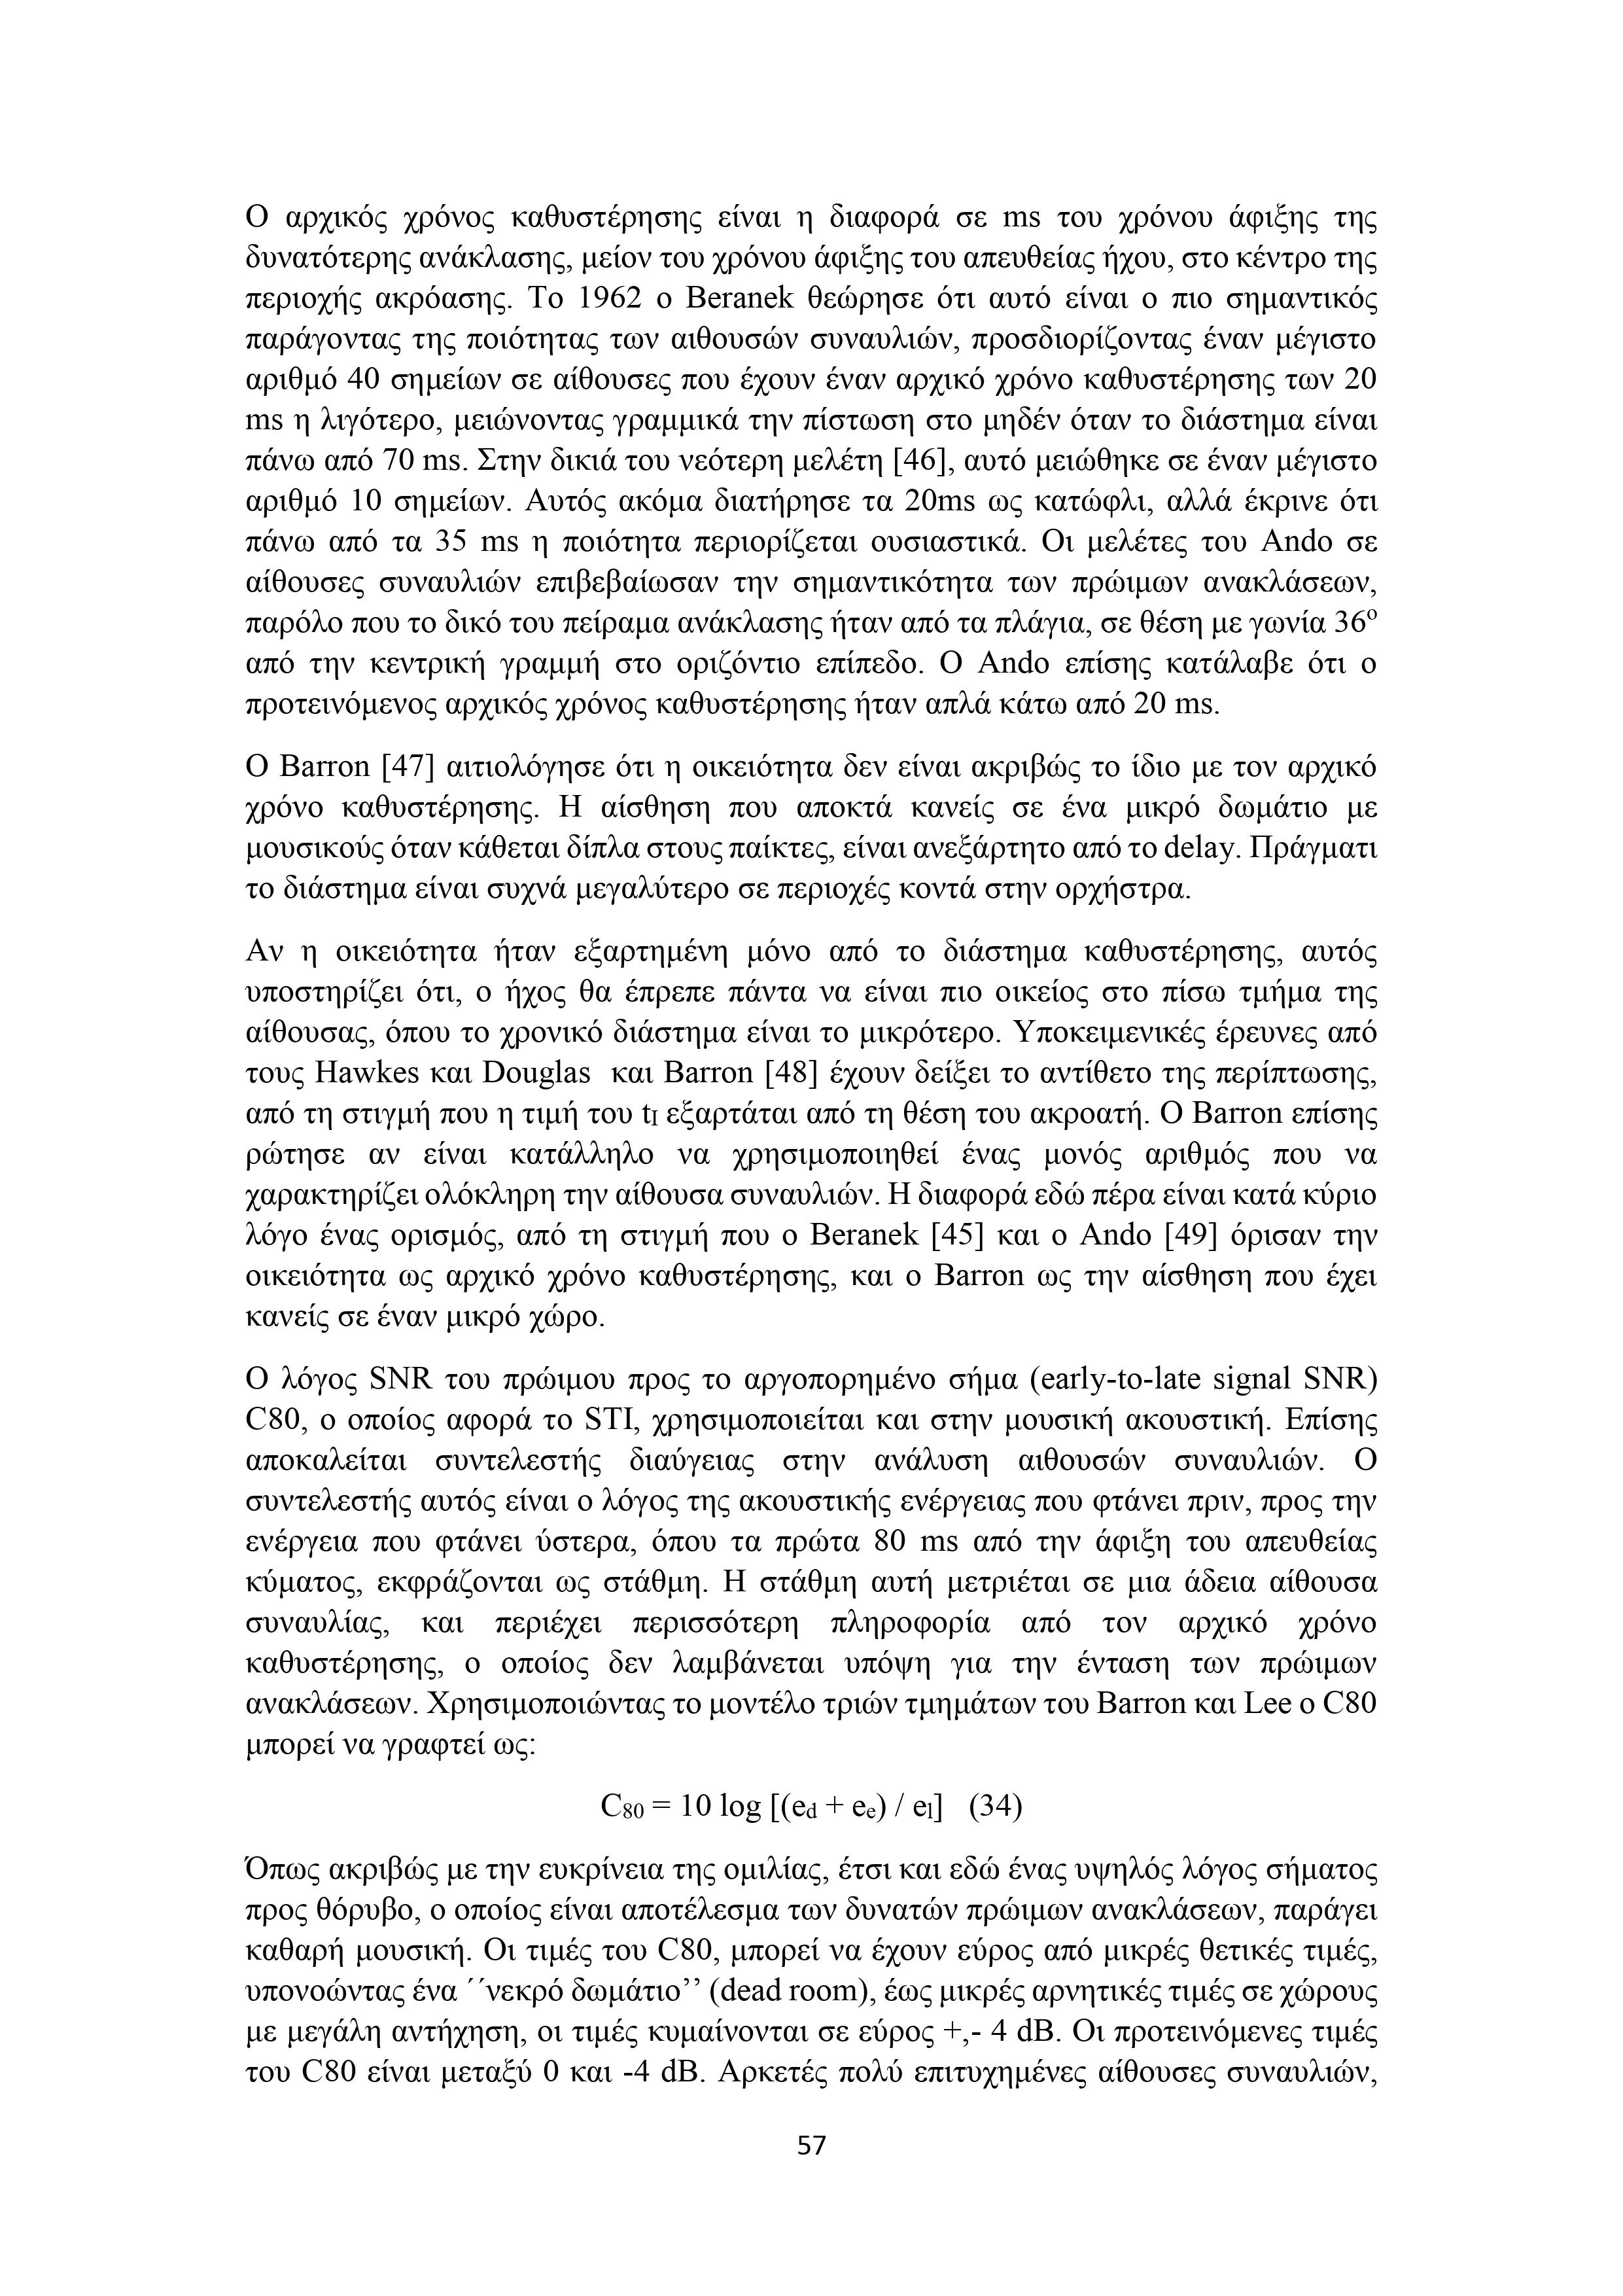 Ο αρχικός χρόνος καθυστέρησης είναι η διαφορά σε ms του χρόνου άφιξης της
δυνατότερης ανάκλασης, μείον του χρόνου άφιξης του απευθείας ήχου, στο κέντρο της
περιοχής ακρόασης. Το 1962 ο Beranek θεώρησε ότι αυτό είναι ο πιο σημαντικός
παράγοντας της ποιότητας των αιθουσών συναυλιών, προσδιορίζοντας έναν μέγιστο
αριθμό 40 σημείων σε αίθουσες που έχουν έναν αρχικό χρόνο καθυστέρησης των 20
ms η λιγότερο, μειώνοντας γραμμικά την πίστωση στο μηδέν όταν το διάστημα είναι
πάνω από 70 ms. Στην δικιά του νεότερη μελέτη [46], αυτό μειώθηκε σε έναν μέγιστο
αριθμό 10 σημείων. Αυτός ακόμα διατήρησε τα 20ms ως κατώφλι, αλλά έκρινε ότι
πάνω από τα 35 ms η ποιότητα περιορίζεται ουσιαστικά. Οι μελέτες του Ando σε
αίθουσες συναυλιών επιβεβαίωσαν την σημαντικότητα των πρώιμων ανακλάσεων,
παρόλο που το δικό του πείραμα ανάκλασης ήταν από τα πλάγια, σε θέση με γωνία 36º
από την κεντρική γραμμή στο οριζόντιο επίπεδο. Ο Ando επίσης κατάλαβε ότι ο
προτεινόμενος αρχικός χρόνος καθυστέρησης ήταν απλά κάτω από 20 ms.
Ο Barron [47] αιτιολόγησε ότι η οικειότητα δεν είναι ακριβώς το ίδιο με τον αρχικό
χρόνο καθυστέρησης. Η αίσθηση που αποκτά κανείς σε ένα μικρό δωμάτιο με
μουσικούς όταν κάθεται δίπλα στους παίκτες, είναι ανεξάρτητο από το delay. Πράγματι
το διάστημα είναι συχνά μεγαλύτερο σε περιοχές κοντά στην ορχήστρα.
Αν η οικειότητα ήταν εξαρτημένη μόνο από το διάστημα καθυστέρησης, αυτός
υποστηρίζει ότι, ο ήχος θα έπρεπε πάντα να είναι πιο οικείος στο πίσω τμήμα της
αίθουσας, όπου το χρονικό διάστημα είναι το μικρότερο. Υποκειμενικές έρευνες από
τους Hawkes και Douglas  και Barron [48] έχουν δείξει το αντίθετο της περίπτωσης,
από τη στιγμή που η τιμή του tI εξαρτάται από τη θέση του ακροατή. Ο Barron επίσης
ρώτησε αν είναι κατάλληλο να χρησιμοποιηθεί ένας μονός αριθμός που να
χαρακτηρίζει ολόκληρη την αίθουσα συναυλιών. Η διαφορά εδώ πέρα είναι κατά κύριο
λόγο ένας ορισμός, από τη στιγμή που ο Beranek [45] και ο Ando [49] όρισαν την
οικειότητα ως αρχικό χρόνο καθυστέρησης, και ο Barron ως την αίσθηση που έχει
κανείς σε έναν μικρό χώρο.
Ο λόγος SNR του πρώιμου προς το αργοπορημένο σήμα (early-to-late signal SNR)
C80, ο οποίος αφορά το STI, χρησιμοποιείται και στην μουσική ακουστική. Επίσης
αποκαλείται συντελεστής διαύγειας στην ανάλυση αιθουσών συναυλιών. Ο
συντελεστής αυτός είναι ο λόγος της ακουστικής ενέργειας που φτάνει πριν, προς την
ενέργεια που φτάνει ύστερα, όπου τα πρώτα 80 ms από την άφιξη του απευθείας
κύματος, εκφράζονται ως στάθμη. Η στάθμη αυτή μετριέται σε μια άδεια αίθουσα
συναυλίας, και περιέχει περισσότερη πληροφορία από τον αρχικό χρόνο
καθυστέρησης, ο οποίος δεν λαμβάνεται υπόψη για την ένταση των πρώιμων
ανακλάσεων. Χρησιμοποιώντας το μοντέλο τριών τμημάτων του Barron και Lee ο C80
μπορεί να γραφτεί ως:
C80 = 10 log [(ed + ee) / el]   (34)
Όπως ακριβώς με την ευκρίνεια της ομιλίας, έτσι και εδώ ένας υψηλός λόγος σήματος
προς θόρυβο, ο οποίος είναι αποτέλεσμα των δυνατών πρώιμων ανακλάσεων, παράγει
καθαρή μουσική. Οι τιμές του C80, μπορεί να έχουν εύρος από μικρές θετικές τιμές,
υπονοώντας ένα ΄΄νεκρό δωμάτιο’’ (dead room), έως μικρές αρνητικές τιμές σε χώρους
με μεγάλη αντήχηση, οι τιμές κυμαίνονται σε εύρος +,- 4 dB. Οι προτεινόμενες τιμές
του C80 είναι μεταξύ 0 και -4 dB. Αρκετές πολύ επιτυχημένες αίθουσες συναυλιών,
57